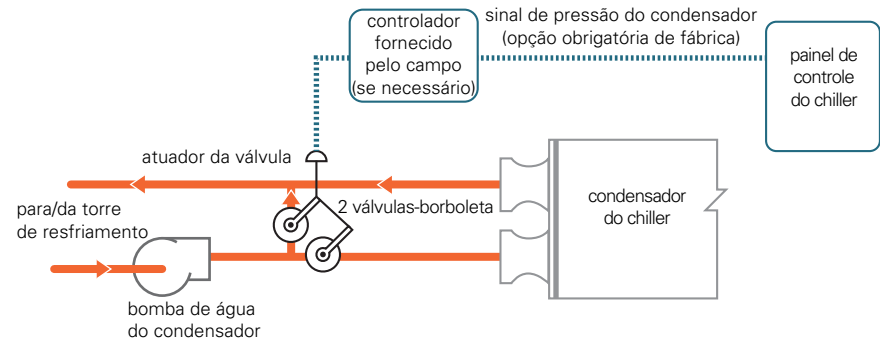 controlador
fornecido
pelo campo
(se necessário)
sinal de pressão do condensador
(opção obrigatória de fábrica)
painel de
controle
do chiller
atuador da válvula
2 válvulas-borboleta
condensador
do chiller
para/da torre
de resfriamento
bomba de água
do condensador